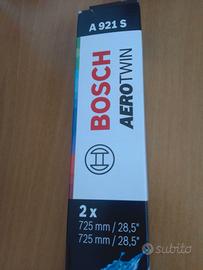 A 921 S
BOSCH
AEROTWIN
2 x
725 mm / 28,5"
725 mm / 28,5"
subito